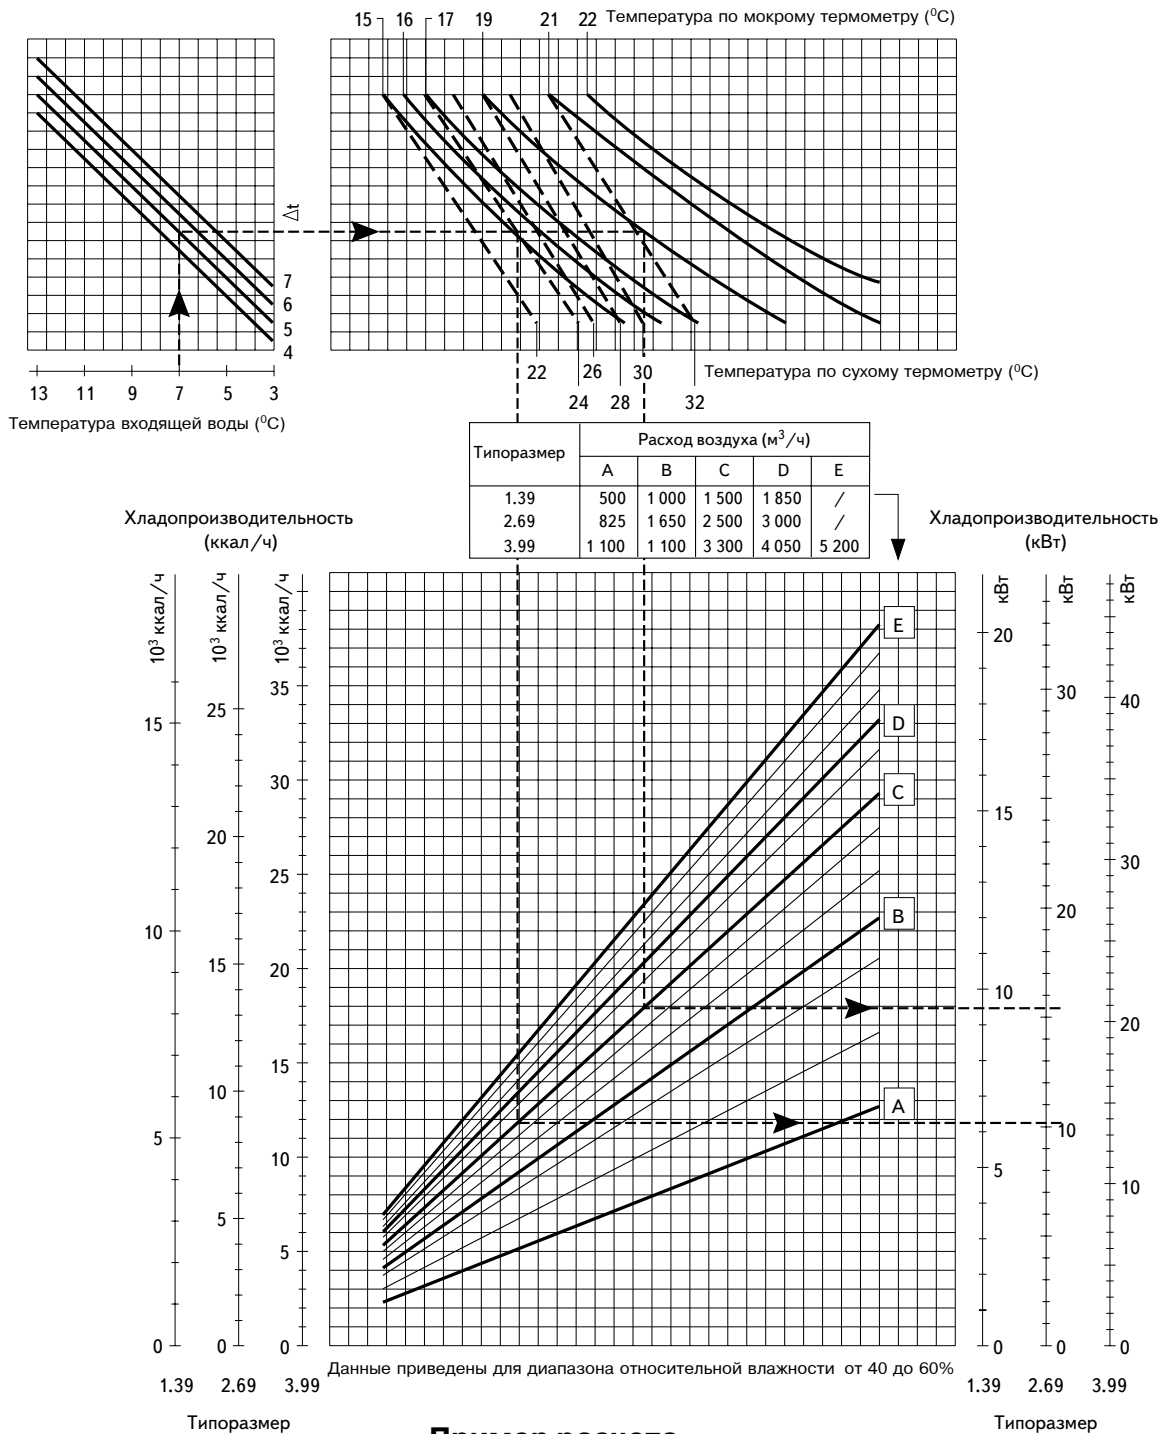 15 16 17 19 21 22 Температура по мокрому термометру (⁰C)
Δt
7
6
5
4
13 11 9 7 5 3
Температура входящей воды (⁰C)
22 26 30 Температура по сухому термометру (⁰C)
24 28 32
Типоразмер Расход воздуха (м³/ч)
A B C D E
1.39 500 1 000 1 500 1 850 /
2.69 825 1 650 2 500 3 000 /
3.99 1 100 1 100 3 300 4 050 5 200
Хладопроизводительность
(ккал/ч)
Хладопроизводительность
(кВт)
10³ ккал/ч 10³ ккал/ч 10³ ккал/ч
кВт кВт кВт
15 10 5 0
25 20 15 10 5 0
35 30 25 20 15 10 5 0
E
D
C
B
A
20 15 10 5 0
30 20 10 0
40 30 20 10 0
Данные приведены для диапазона относительной влажности от 40 до 60%
1.39 2.69 3.99
1.39 2.69 3.99
Типоразмер
Типоразмер